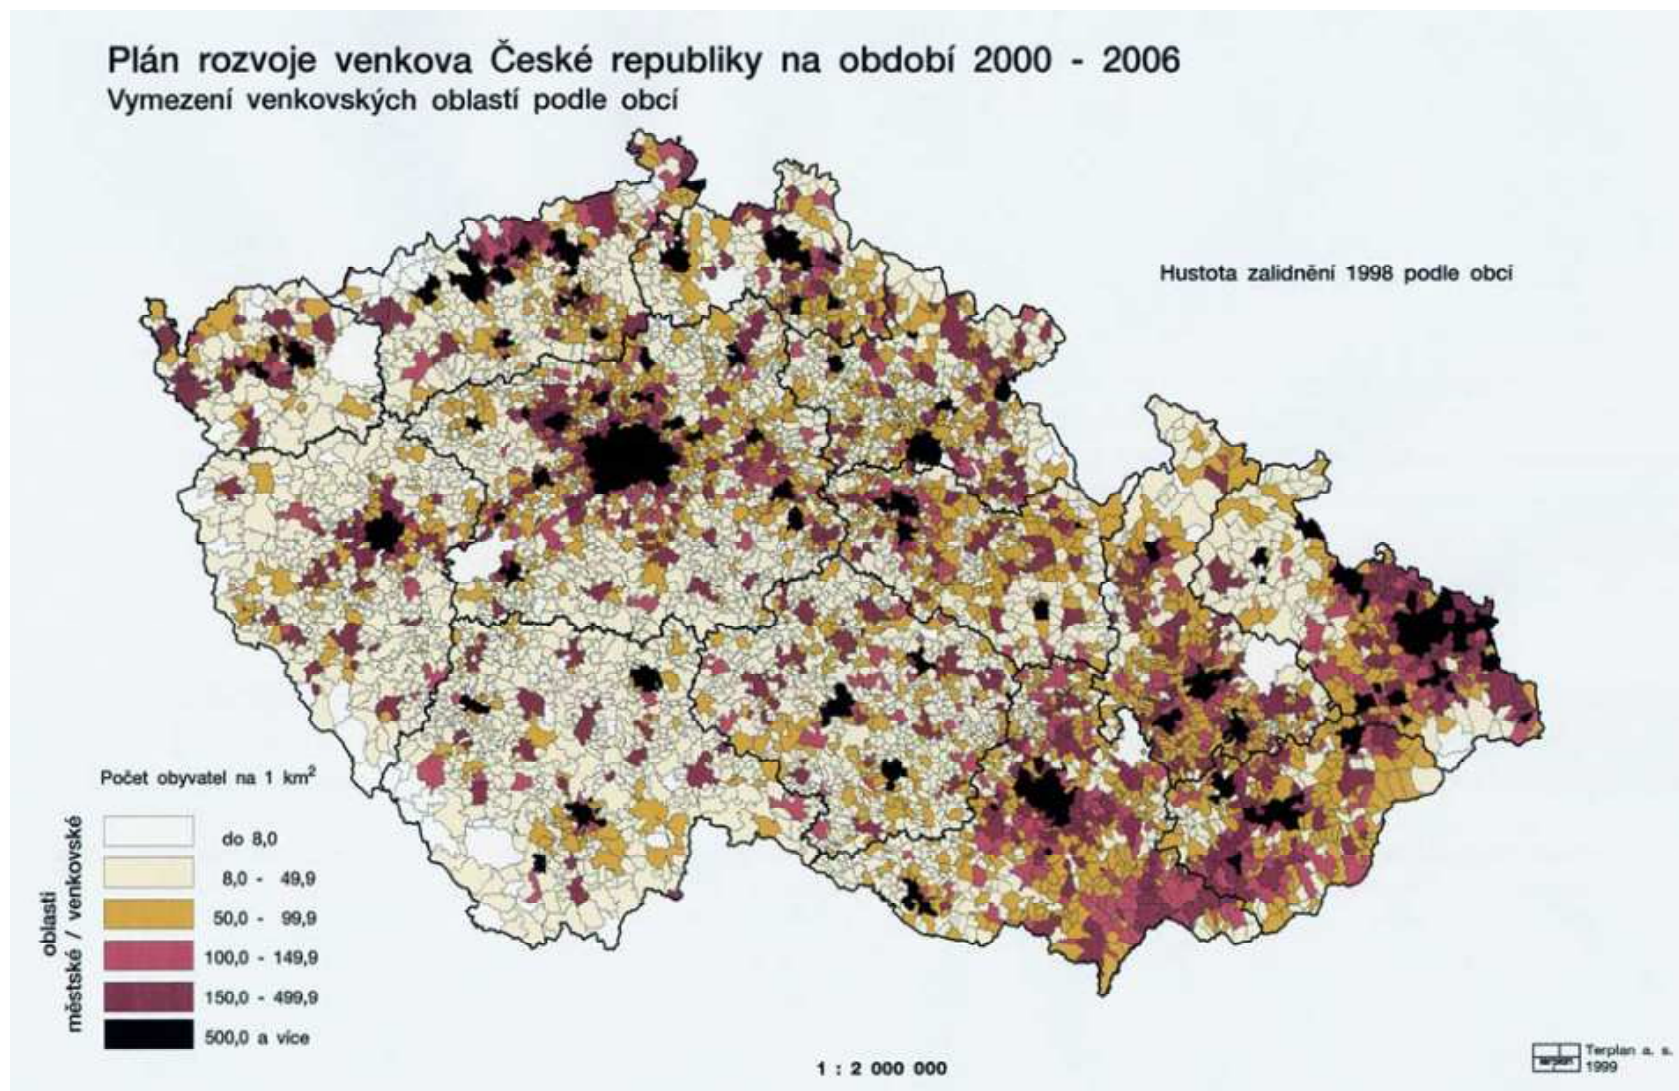 Plán rozvoje venkova České republiky na období 2000 - 2006
Vymezení venkovských oblastí podle obcí
Hustota zalidnění 1998 podle obcí
Počet obyvatel na 1 km²
oblasti
městské / venkovské
do 8,0
8,0 - 49,9
50,0 - 99,9
100,0 - 149,9
150,0 - 499,9
500,0 a více
1 : 2 000 000
terplan
Terplan a. s.
1999